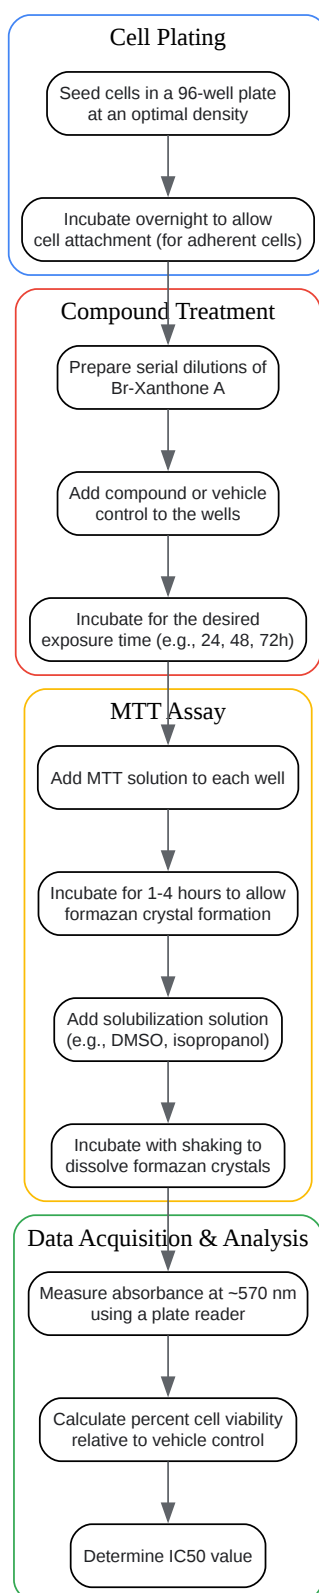 Cell Plating
Seed cells in a 96-well plate
at an optimal density
Incubate overnight to allow
cell attachment (for adherent cells)
Compound Treatment
Prepare serial dilutions of
Br-Xanthone A
Add compound or vehicle
control to the wells
Incubate for the desired
exposure time (e.g., 24, 48, 72h)
MTT Assay
Add MTT solution to each well
Incubate for 1-4 hours to allow
formazan crystal formation
Add solubilization solution
(e.g., DMSO, isopropanol)
Incubate with shaking to
dissolve formazan crystals
Data Acquisition & Analysis
Measure absorbance at ~570 nm
using a plate reader
Calculate percent cell viability
relative to vehicle control
Determine IC50 value